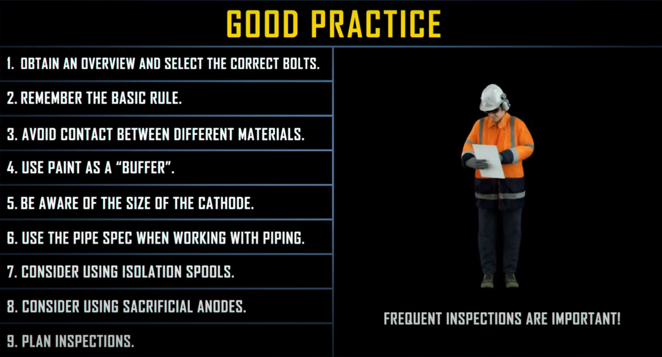 GOOD PRACTICE
1. OBTAIN AN OVERVIEW AND SELECT THE CORRECT BOLTS.
2. REMEMBER THE BASIC RULE.
3. AVOID CONTACT BETWEEN DIFFERENT MATERIALS.
4. USE PAINT AS A “BUFFER”.
5. BE AWARE OF THE SIZE OF THE CATHODE.
6. USE THE PIPE SPEC WHEN WORKING WITH PIPING.
7. CONSIDER USING ISOLATION SPOOLS.
8. CONSIDER USING SACRIFICIAL ANODES.
9. PLAN INSPECTIONS.
FREQUENT INSPECTIONS ARE IMPORTANT!